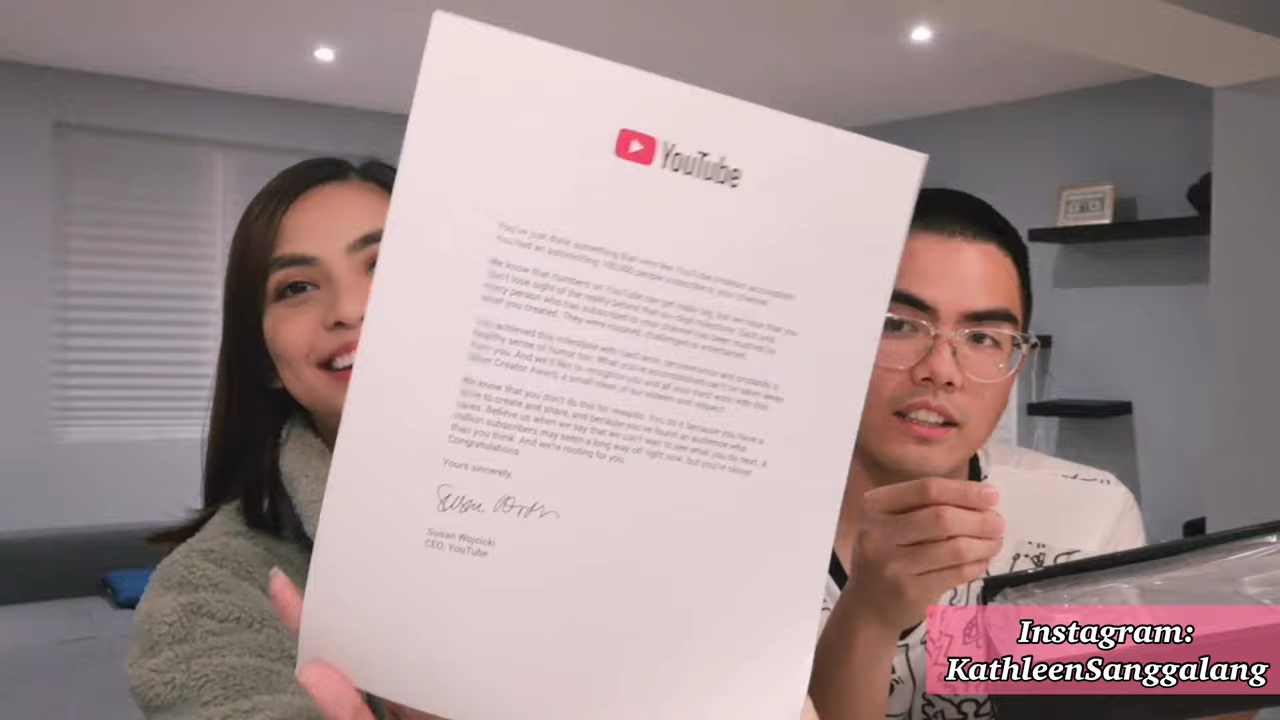 YouTube
You've just done something that very few YouTube creators accomplish.
You had an astonishing 100,000 people subscribe to your channel.
We know that numbers on YouTube can get really big, but we hope that you
don't lose sight of the reality behind that six-digit milestone: Each and
every person who has subscribed to your channel has been touched by
what you created. They were inspired, challenged or entertained.
You achieved this milestone with hard work, perseverance and probably a
healthy sense of humor too. What you've accomplished can't be taken away
from you. And we'd like to recognize you and all your hard work with this
Silver Creator Award, a small token of our esteem and respect.
We know that you don't do this for rewards. You do it because you have a
drive to create and share, and because you've found an audience who
cares. Believe us when we say that we can't wait to see what you do next. A
million subscribers may seem a long way off right now, but you're closer
than you think. And we're rooting for you.
Congratulations.
Yours sincerely,
Susan Wojcicki
CEO, YouTube
Instagram:
KathleenSanggalang